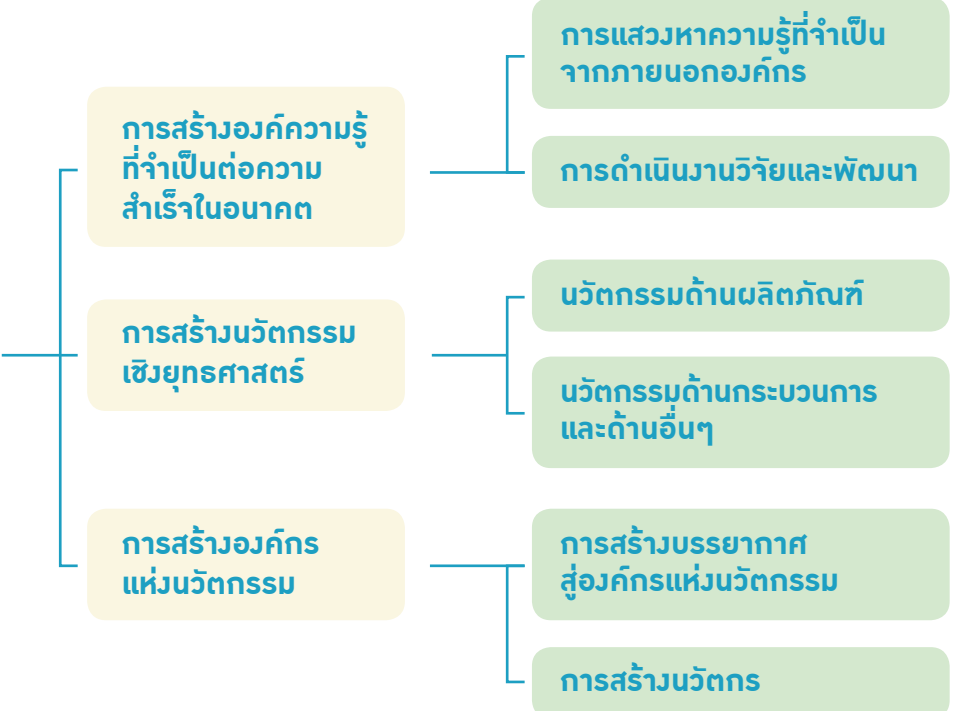 การสร้างองค์ความรู้
ที่จำเป็นต่อความ
สำเร็จในอนาคต
การแสวงหาความรู้ที่จำเป็น
จากภายนอกองค์กร
การดำเนินงานวิจัยและพัฒนา
การสร้างนวัตกรรม
เชิงยุทธศาสตร์
นวัตกรรมด้านผลิตภัณฑ์
นวัตกรรมด้านกระบวนการ
และด้านอื่นๆ
การสร้างองค์กร
แห่งนวัตกรรม
การสร้างบรรยากาศ
สู่องค์กรแห่งนวัตกรรม
การสร้างนวัตกร